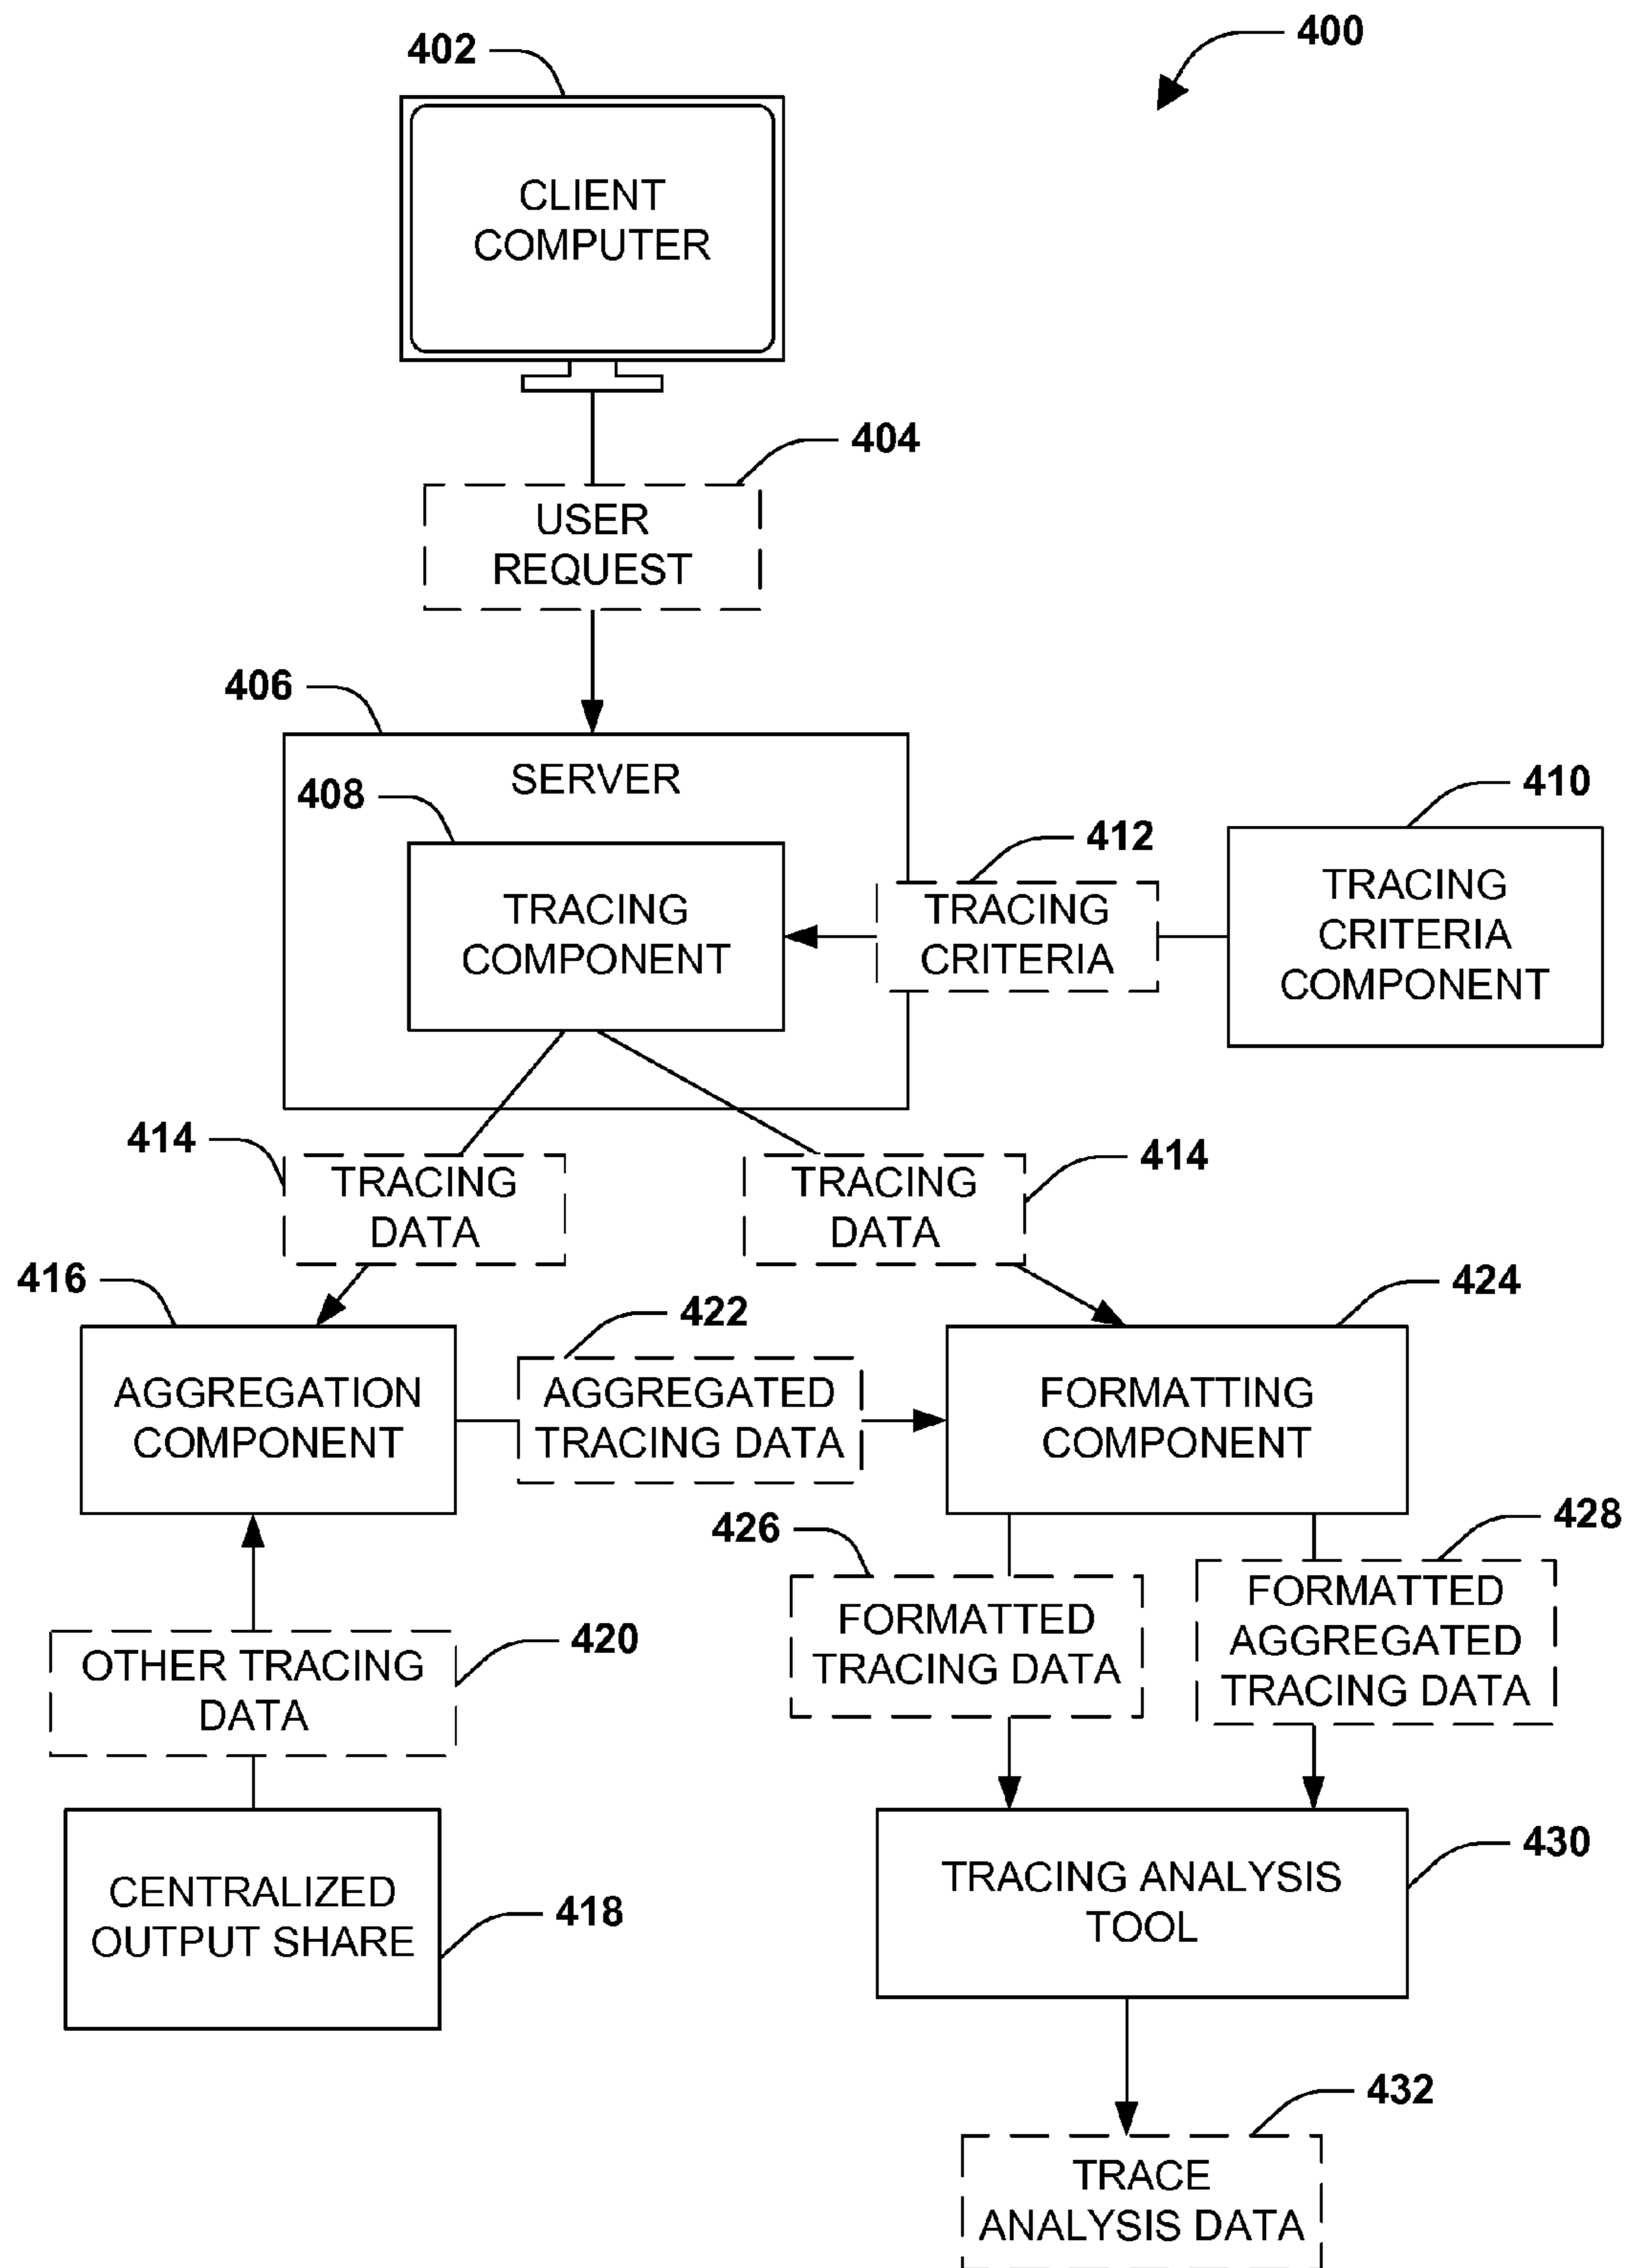 400
402
CLIENT
COMPUTER
404
USER
REQUEST
406
SERVER
408
TRACING
COMPONENT
412
TRACING
CRITERIA
410
TRACING
CRITERIA
COMPONENT
414
TRACING
DATA
TRACING
DATA
414
416
AGGREGATION
COMPONENT
422
AGGREGATED
TRACING DATA
424
FORMATTING
COMPONENT
426
FORMATTED
TRACING DATA
428
FORMATTED
AGGREGATED
TRACING DATA
OTHER TRACING
DATA
420
CENTRALIZED
OUTPUT SHARE
418
TRACING ANALYSIS
TOOL
430
432
TRACE
ANALYSIS DATA